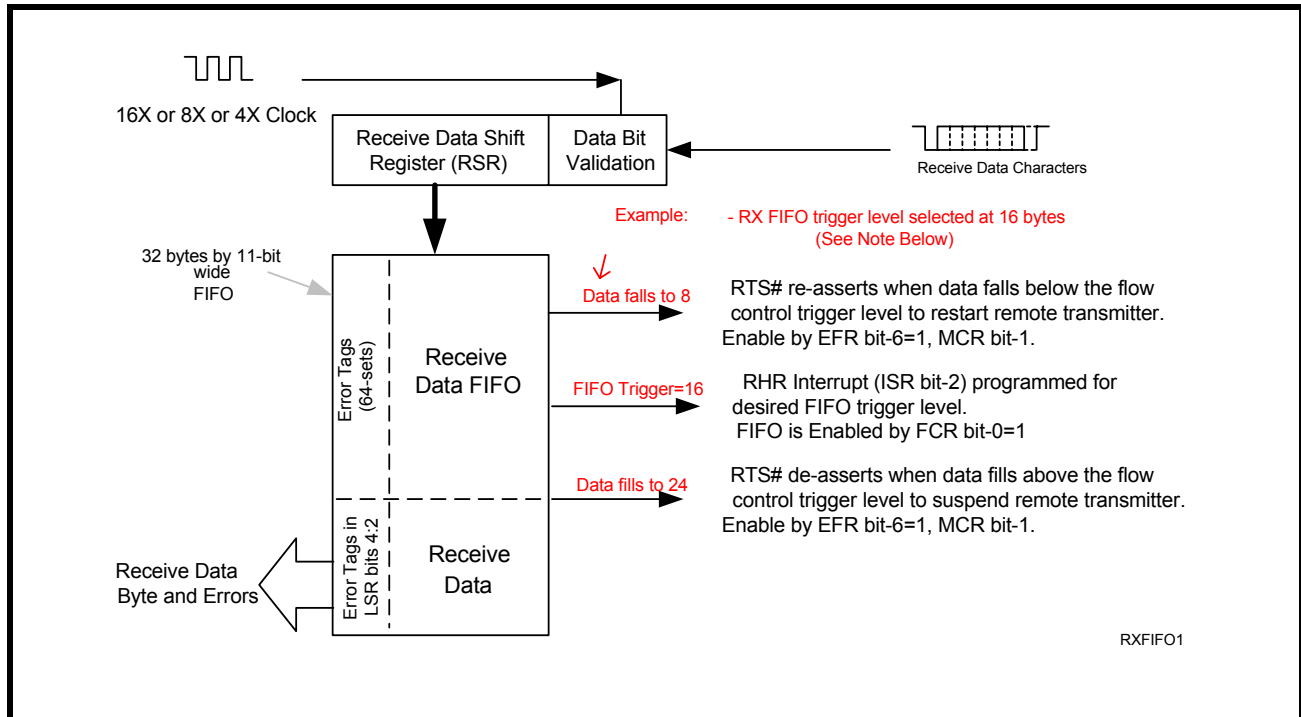 16X or 8X or 4X Clock
Receive Data Shift
Register (RSR)
Data Bit
Validation
Receive Data Characters
Example:
- RX FIFO trigger level selected at 16 bytes
(See Note Below)
32 bytes by 11-bit
wide
FIFO
Error Tags
(64-sets)
Receive
Data FIFO
Data falls to 8
RTS# re-asserts when data falls below the flow
control trigger level to restart remote transmitter.
Enable by EFR bit-6=1, MCR bit-1.
FIFO Trigger=16
RHR Interrupt (ISR bit-2) programmed for
desired FIFO trigger level.
FIFO is Enabled by FCR bit-0=1
Data fills to 24
RTS# de-asserts when data fills above the flow
control trigger level to suspend remote transmitter.
Enable by EFR bit-6=1, MCR bit-1.
Error Tags in
LSR bits 4:2
Receive
Data
Receive Data
Byte and Errors
RXFIFO1